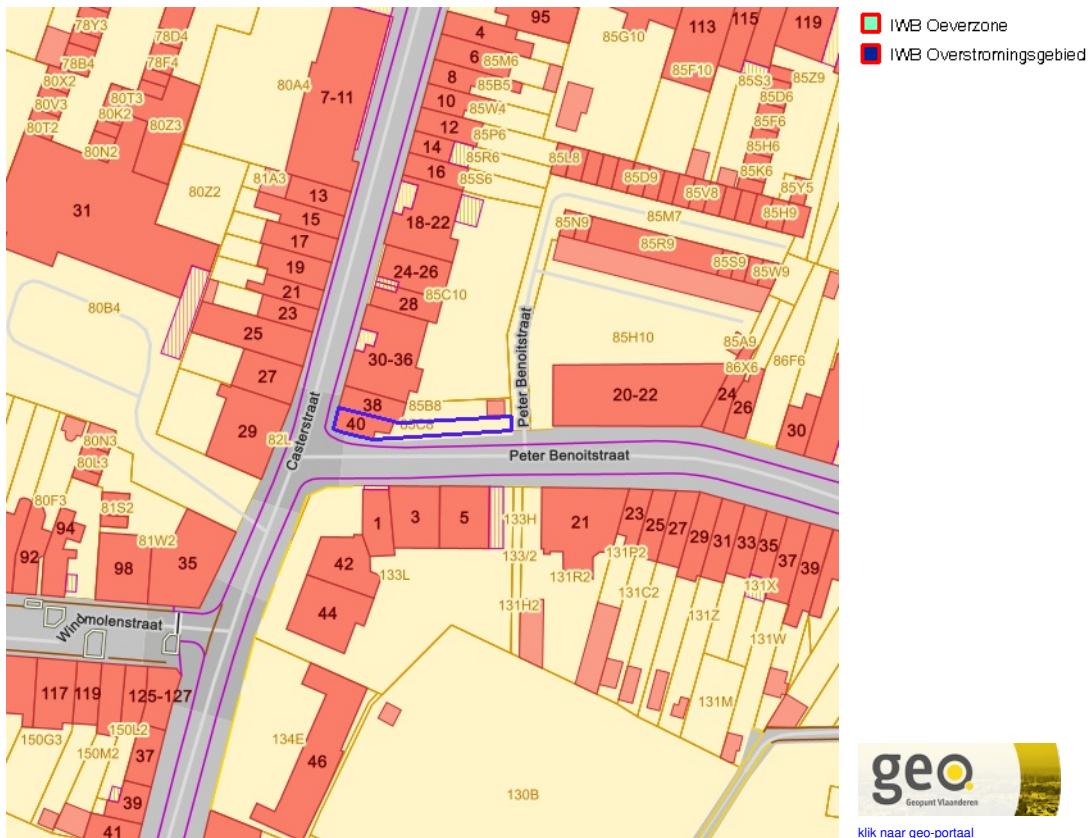 IWB Oeverzone
IWB Overstromingsgebied
95
113
115
119
78Y3
78D4
4
85G10
78B4
78F4
6
85M6
85F10
85S3
85Z9
80X2
80T3
80A4
7-11
8
85B5
85D6
80V3
80K2
10
85W4
85F6
80T2
80Z3
12
85P6
85H6
80N2
14
85R6
85L8
85K6
81A3
16
85S6
85D9
85V8
85Y5
80Z2
13
85H9
31
15
18-22
85M7
85N9
17
85R9
19
24-26
85S9
85W9
21
28
85C10
80B4
23
25
Peter Benoitstraat
85H10
85A9
30-36
86X6
86F6
27
20-22
24
26
38
85B8
40
85C8
29
82L
Casterstraat
30
80N3
Peter Benoitstraat
80L3
80F3
81S2
94
1
3
5
133H
21
23
25
27
29
31
33
35
37
39
92
81W2
98
35
42
133L
133/2
131P2
131R2
131C2
131X
44
131H2
131Z
131W
Windmolenstraat
117
119
125-127
131M
150G3
150L2
150M2
37
134E
46
130B
39
41
geo
Geopunt Vlaanderen
klik naar geo-portaal